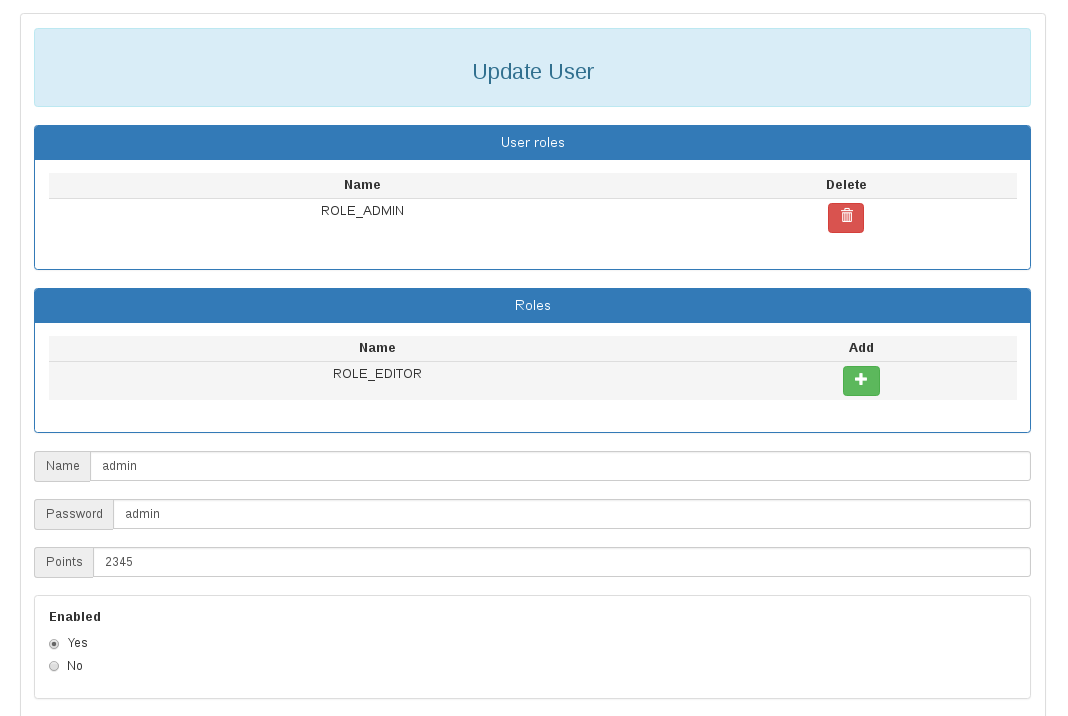 Update User
User roles
Name Delete
ROLE_ADMIN
Roles
Name Add
ROLE_EDITOR
Name admin
Password admin
Points 2345
Enabled
Yes
No